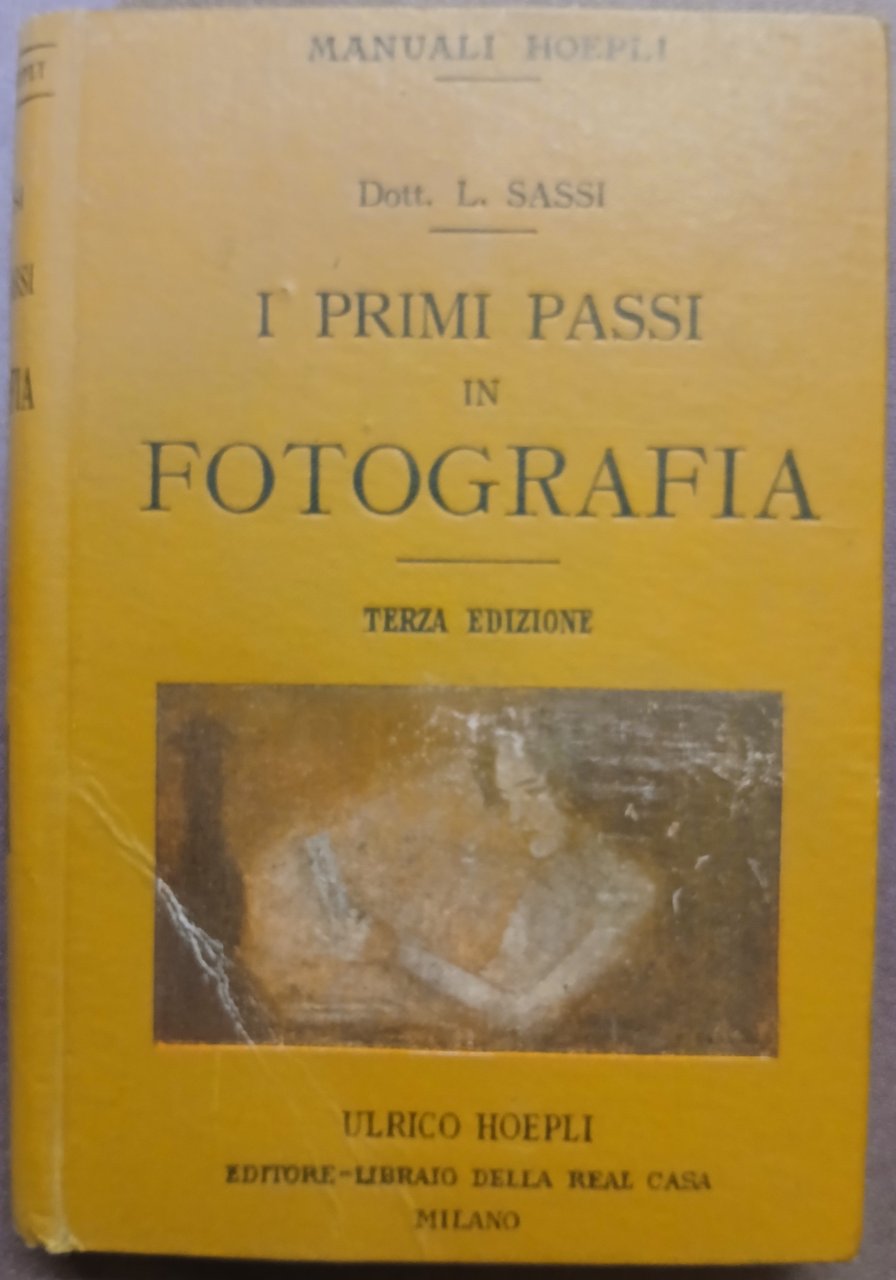 MANUALI HOEPLI
Dott. L. SASSI
I PRIMI PASSI
IN
FOTOGRAFIA
TERZA EDIZIONE
ULRICO HOEPLI
EDITORE-LIBRAIO DELLA REAL CASA
MILANO